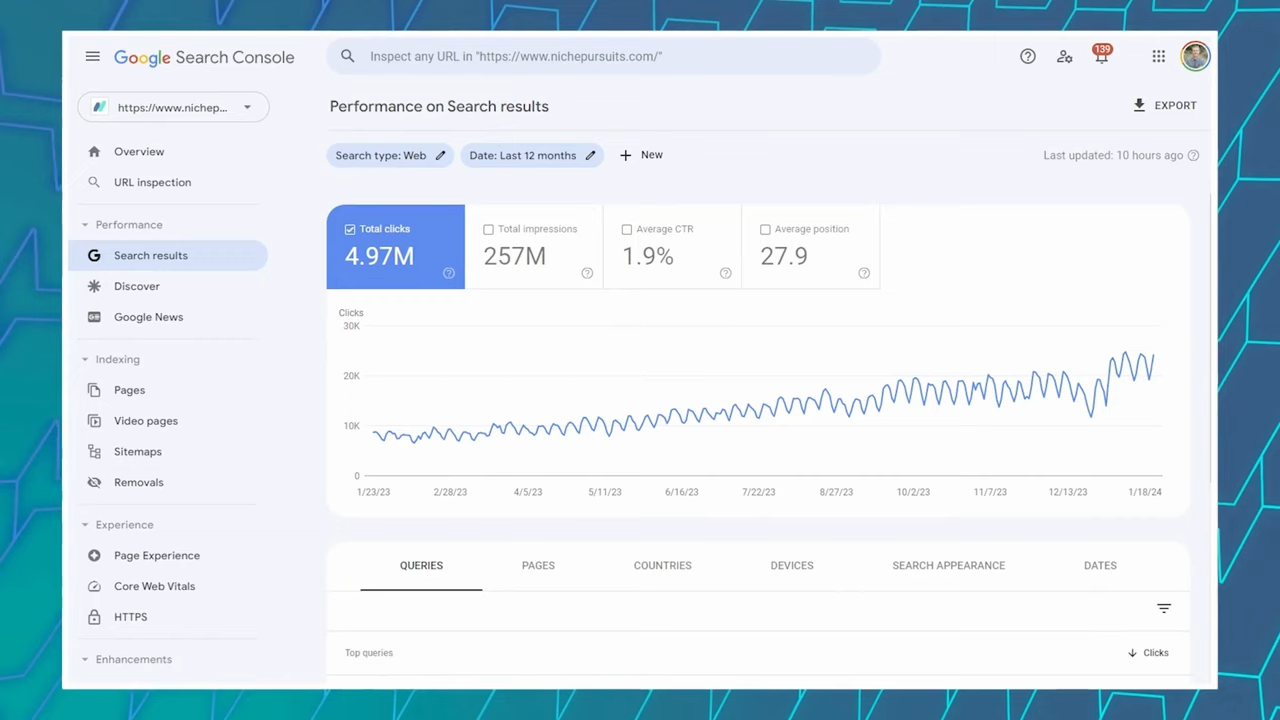 Google Search Console
Inspect any URL in "https://www.nichepursuits.com/"
139
https://www.nichep...
Performance on Search results
EXPORT
Search type: Web
Date: Last 12 months
New
Last updated: 10 hours ago
Overview
URL inspection
Performance
Search results
Discover
Google News
Indexing
Pages
Video pages
Sitemaps
Removals
Experience
Page Experience
Core Web Vitals
HTTPS
Enhancements
Total clicks
4.97M
Total impressions
257M
Average CTR
1.9%
Average position
27.9
Clicks
30K
20K
10K
0
1/23/23 2/28/23 4/5/23 5/11/23 6/16/23 7/22/23 8/27/23 10/2/23 11/7/23 12/13/23 1/18/24
QUERIES PAGES COUNTRIES DEVICES SEARCH APPEARANCE DATES
Top queries
Clicks